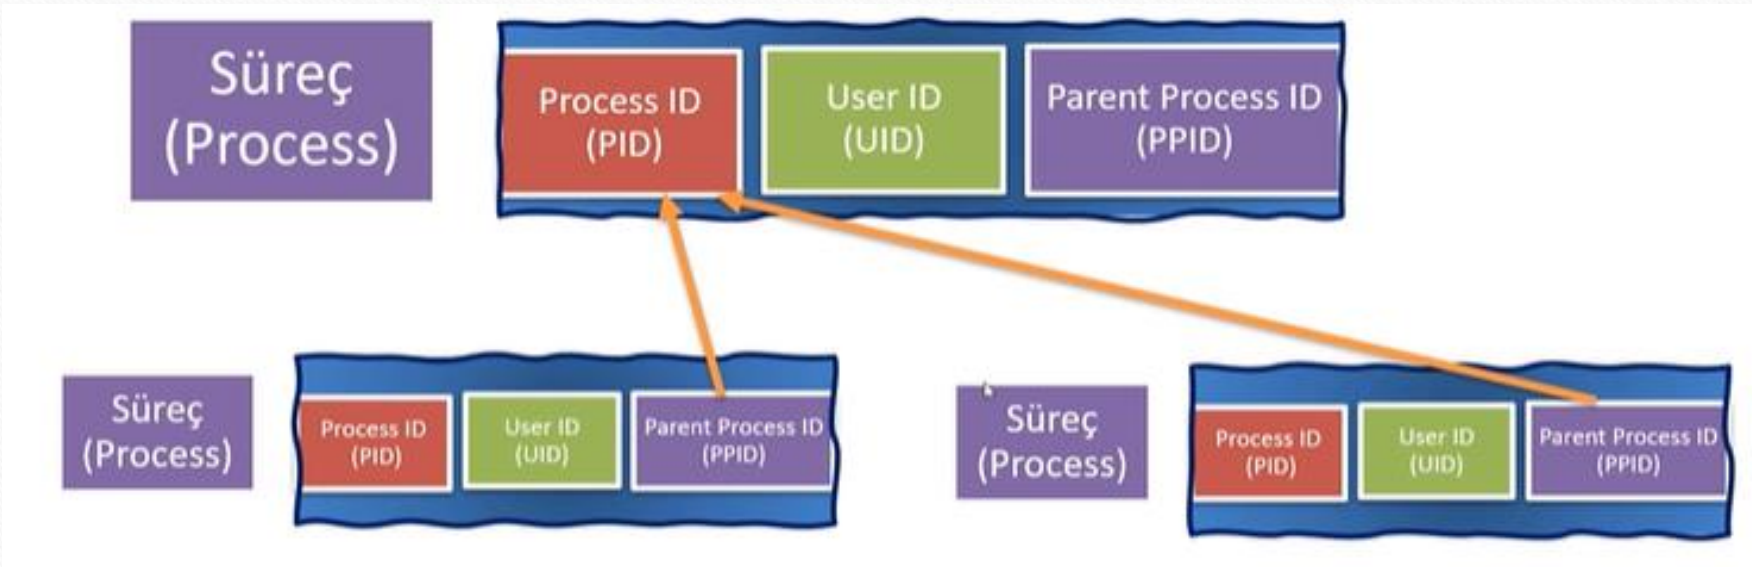 Süreç
(Process)
Process ID
(PID)
User ID
(UID)
Parent Process ID
(PPID)
Süreç
(Process)
Process ID
(PID)
User ID
(UID)
Parent Process ID
(PPID)
Süreç
(Process)
Process ID
(PID)
User ID
(UID)
Parent Process ID
(PPID)